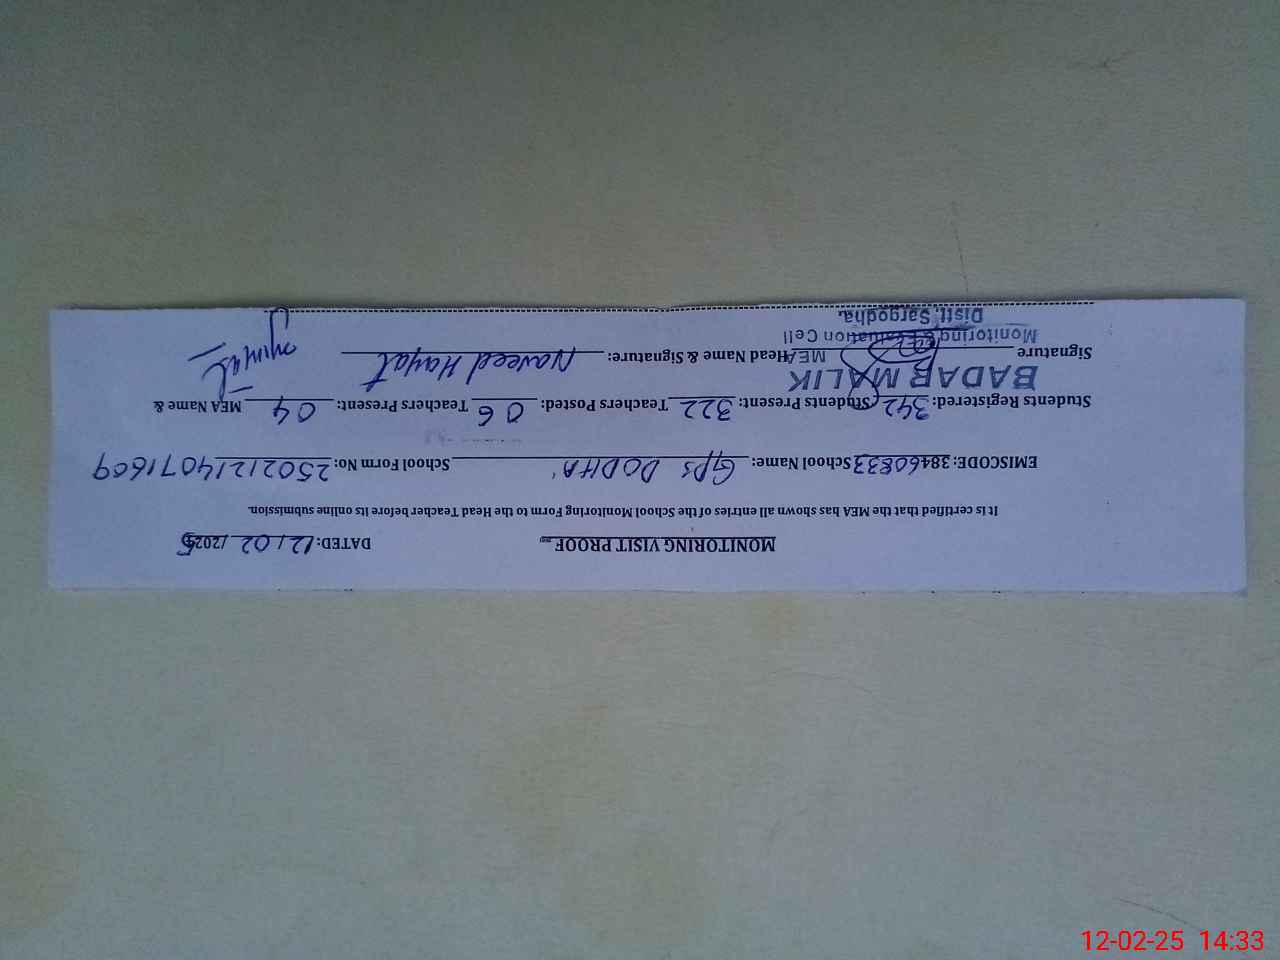 MONITORING VISIT PROOF DATED: 12/02/2025
It is certified that the MEA has shown all entries of the School Monitoring Form to the Head Teacher before its online submission.
EMISCODE: 38460833 School Name: GPS DODHA School Form No: 2502121214071609
Students Registered: 342 Students Present: 322 Teachers Posted: 06 Teachers Present: 04 MEA Name &
BADAR MALIK
Signature MEA Head Name & Signature: Naveed Hayat
Monitoring & Evaluation Cell
Distt, Sargodha.
12-02-25 14:33